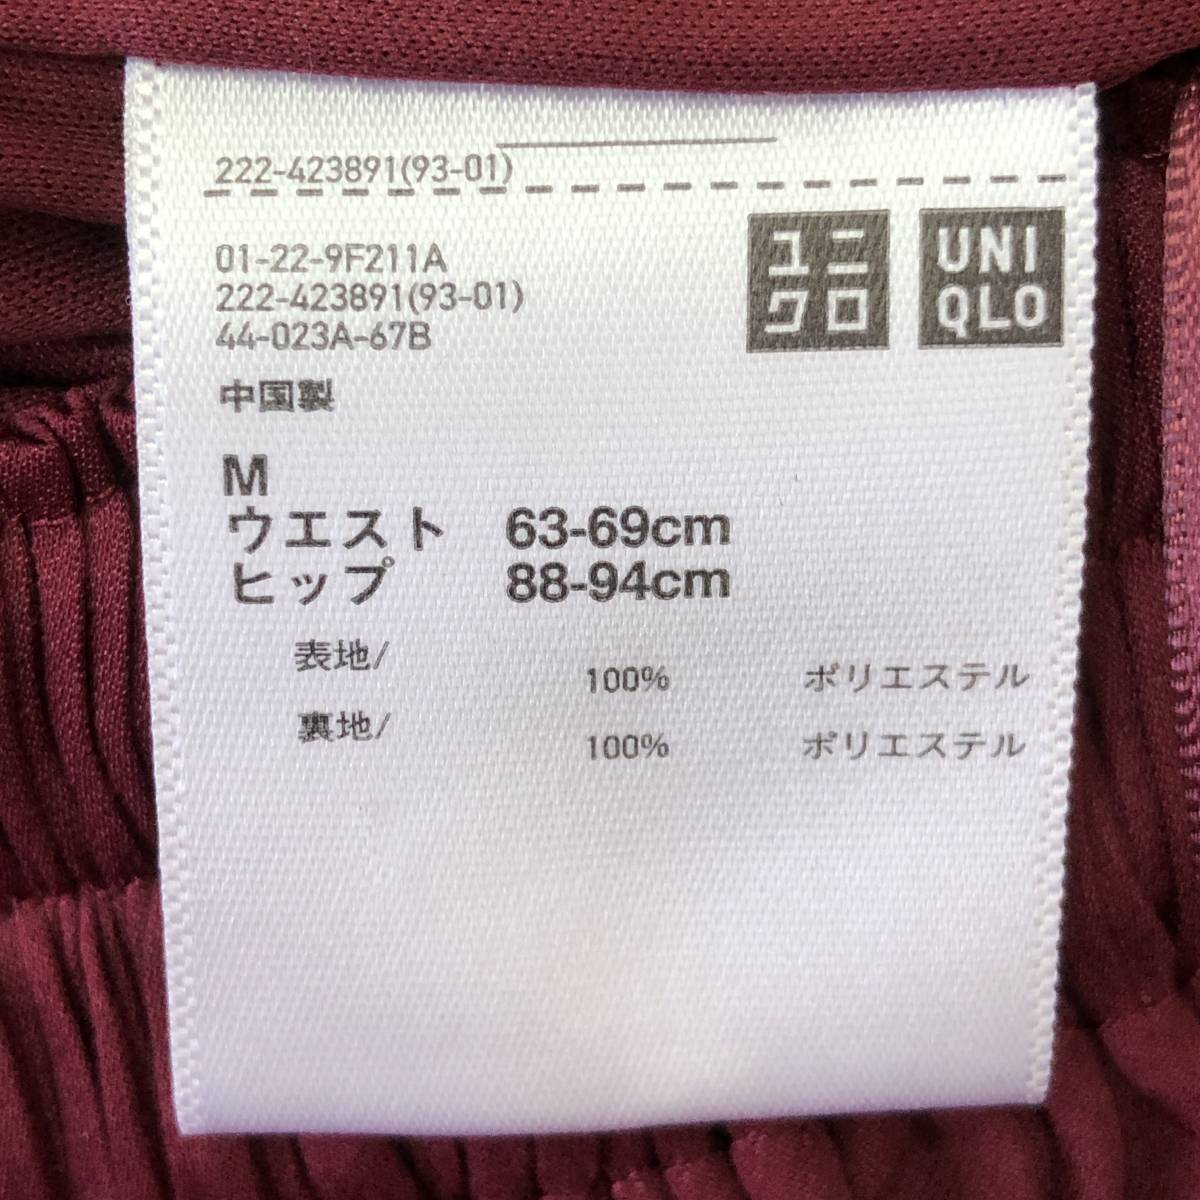 222-423891(93-01)
ユニ
クロ
UNI
QLO
01-22-9F211A
222-423891(93-01)
44-023A-67B
中国製
M
ウエスト 63-69cm
ヒップ 88-94cm
表地/
100% ポリエステル
裏地/
100% ポリエステル